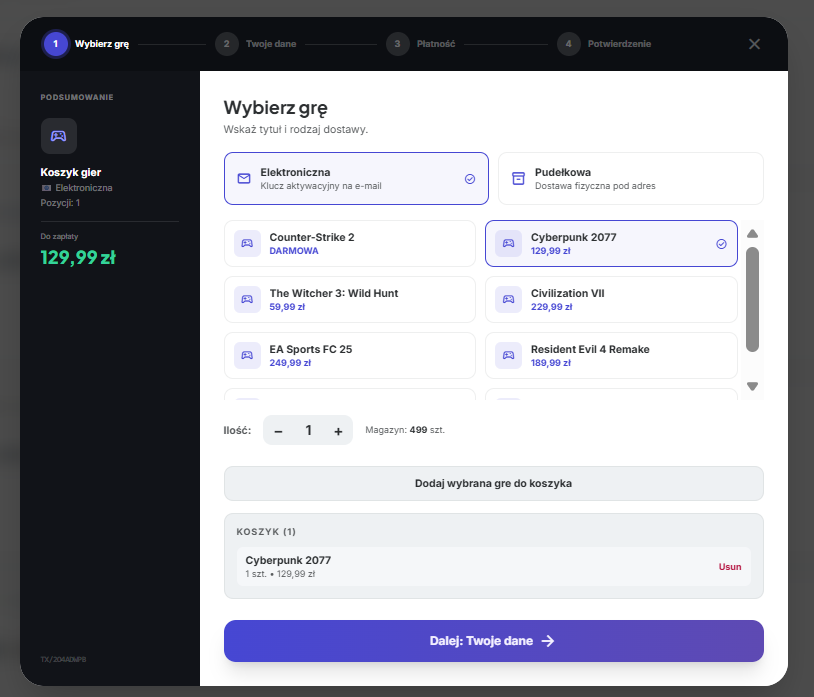 1 Wybierz grę 2 Twoje dane 3 Płatność 4 Potwierdzenie
PODSUMOWANIE
Koszyk gier
Elektroniczna
Pozycji: 1
Do zapłaty
129,99 zł
TX/2O4ADWPB
Wybierz grę
Wskaż tytuł i rodzaj dostawy.
Elektroniczna
Klucz aktywacyjny na e-mail
Pudełkowa
Dostawa fizyczna pod adres
Counter-Strike 2
DARMOWA
Cyberpunk 2077
129,99 zł
The Witcher 3: Wild Hunt
59,99 zł
Civilization VII
229,99 zł
EA Sports FC 25
249,99 zł
Resident Evil 4 Remake
189,99 zł
Ilość: − 1 + Magazyn: 499 szt.
Dodaj wybrana gre do koszyka
KOSZYK (1)
Cyberpunk 2077
1 szt. • 129,99 zł
Usun
Dalej: Twoje dane →